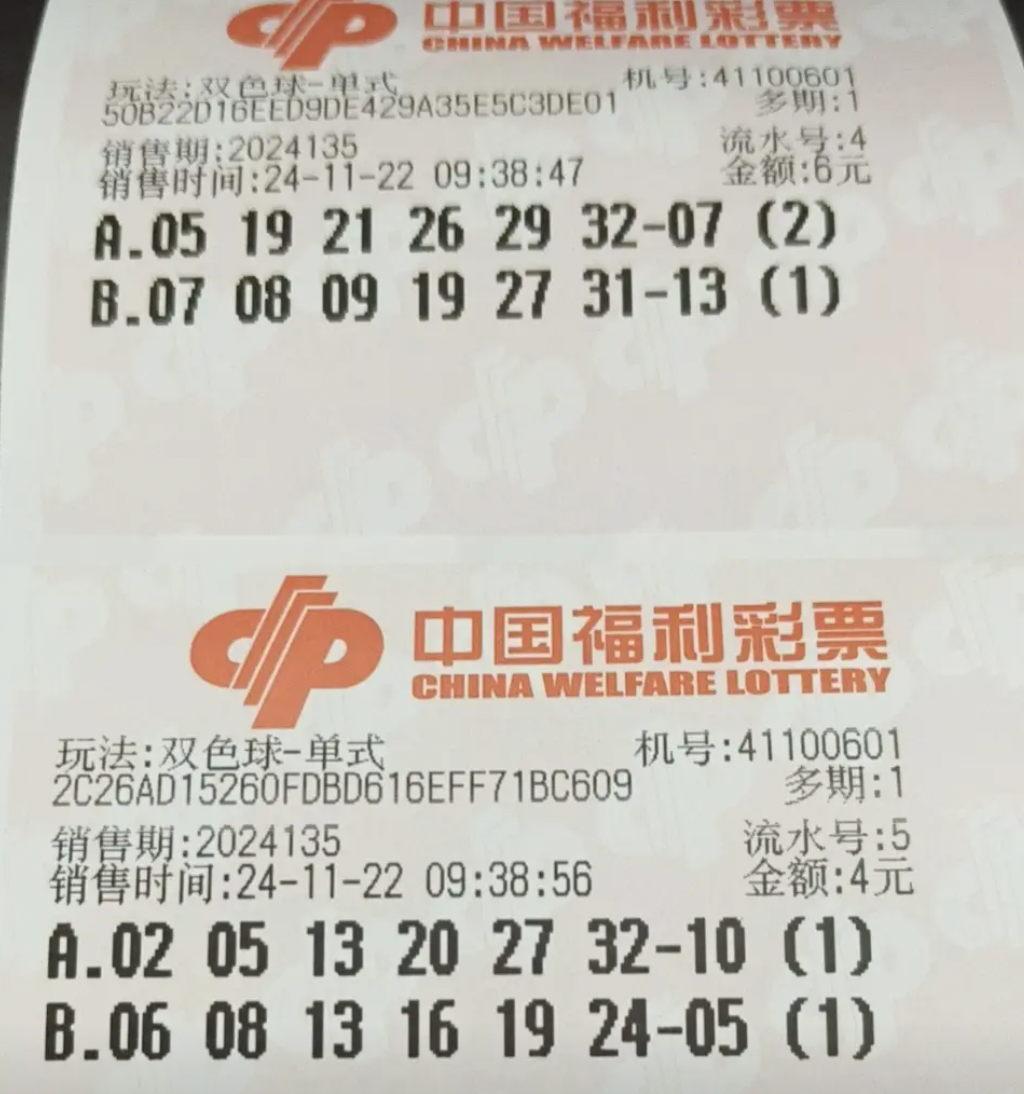 中国福利彩票
CHINA WELFARE LOTTERY
玩法:双色球-单式 机号:41100601
50B22D16EED9DE429A35E5C3DE01 多期:1
销售期:2024135 流水号:4
销售时间:24-11-22 09:38:47 金额:6元
A.05 19 21 26 29 32-07 (2)
B.07 08 09 19 27 31-13 (1)
中国福利彩票
CHINA WELFARE LOTTERY
玩法:双色球-单式 机号:41100601
2C26AD15260FDBD616EFF71BC609 多期:1
销售期:2024135 流水号:5
销售时间:24-11-22 09:38:56 金额:4元
A.02 05 13 20 27 32-10 (1)
B.06 08 13 16 19 24-05 (1)